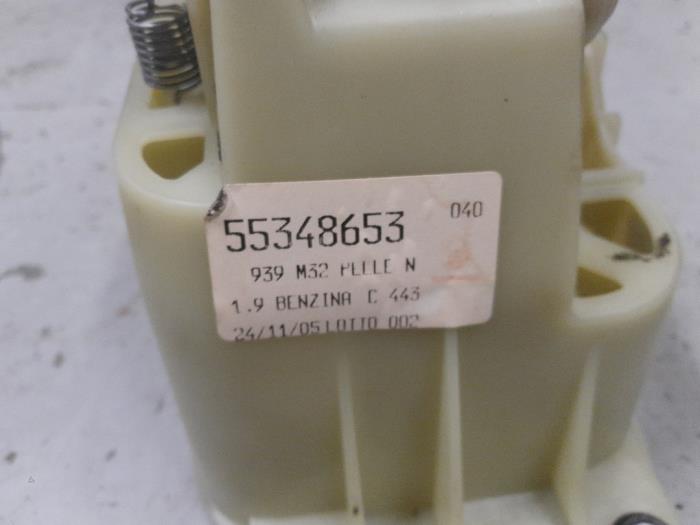 040
55348653
939 M32 PELLE N
1.9 BENZINA C 443
24/11/05 LOTTO 002